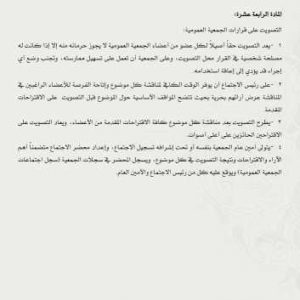 المادة الرابعة عشرة:
التصويت على قرارات الجمعية العمومية:
١ -يعد التصويت حقاً أصيلاً لكل عضو من أعضاء الجمعية العمومية لا يجوز حرمانه منه إلا إذا كانت له
مصلحة شخصية في القرار محل التصويت، وعلى الجمعية أن تعمل على تسهيل ممارسته، وتجنب وضع أي
إجراء قد يؤدي إلى إعاقة استخدامه.
٢ -على رئيس الاجتماع أن يوفر الوقت الكافي لمناقشة كل موضوع وإتاحة الفرصة للأعضاء الراغبين في
المناقشة عرض آرائهم بحرية بحيث تتضح المواقف الأساسية حول الموضوع قبل التصويت على الاقتراحات
المقدمة
٣ -يطرح التصويت بعد مناقشة كل موضوع كافة الاقتراحات المقدمة من الأعضاء، ويعاد التصويت على
الاقتراحين الحائزين على أعلى أصوات.
٤ -يتولى أمين عام الجمعية بنفسه أو تحت إشرافه تسجيل الاجتماع، وإعداد محضر الاجتماع متضمناً أهم
الآراء والاقتراحات ونتيجة التصويت في كل موضوع، ويسجل المحضر في سجلات الجمعية (سجل اجتماعات
الجمعية العمومية) ويوقع عليه كل من رئيس الاجتماع والأمين العام.